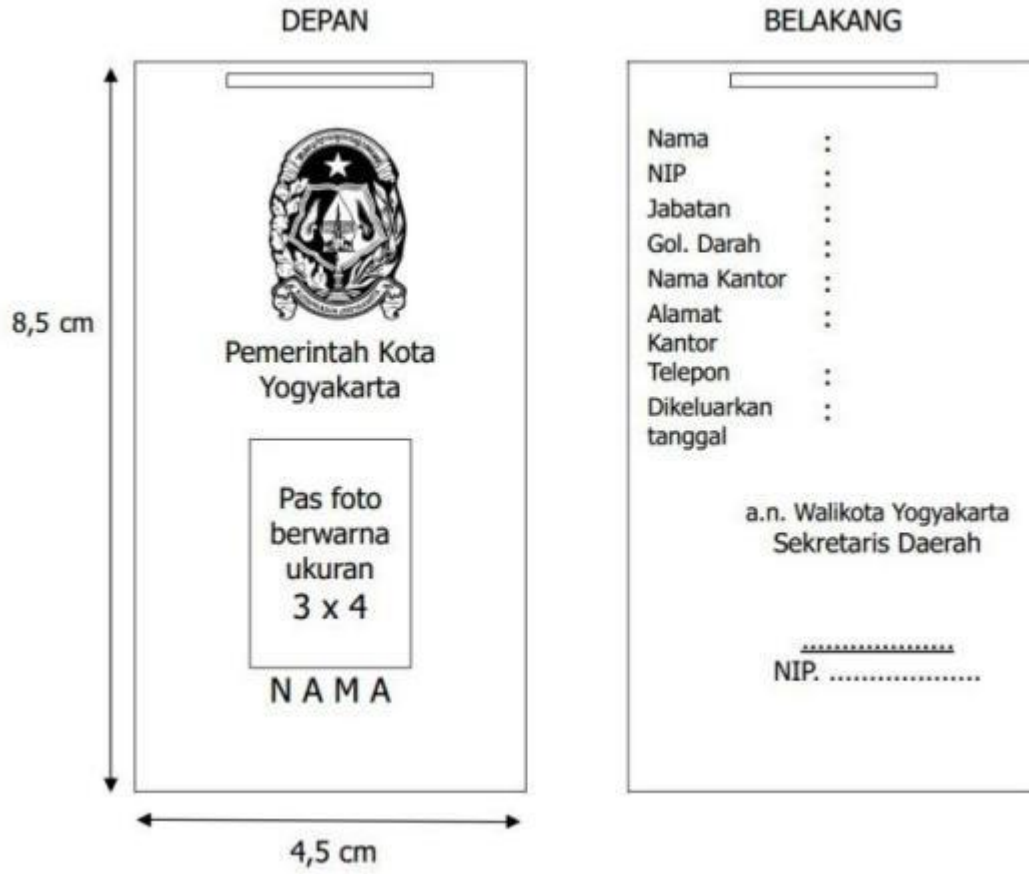 DEPAN
8,5 cm
Pemerintah Kota
Yogyakarta
Pas foto
berwarna
ukuran
3 x 4
N A M A
4,5 cm
BELAKANG
Nama :
NIP :
Jabatan :
Gol. Darah :
Nama Kantor :
Alamat :
Kantor
Telepon :
Dikeluarkan :
tanggal
a.n. Walikota Yogyakarta
Sekretaris Daerah
...................
NIP. ...................